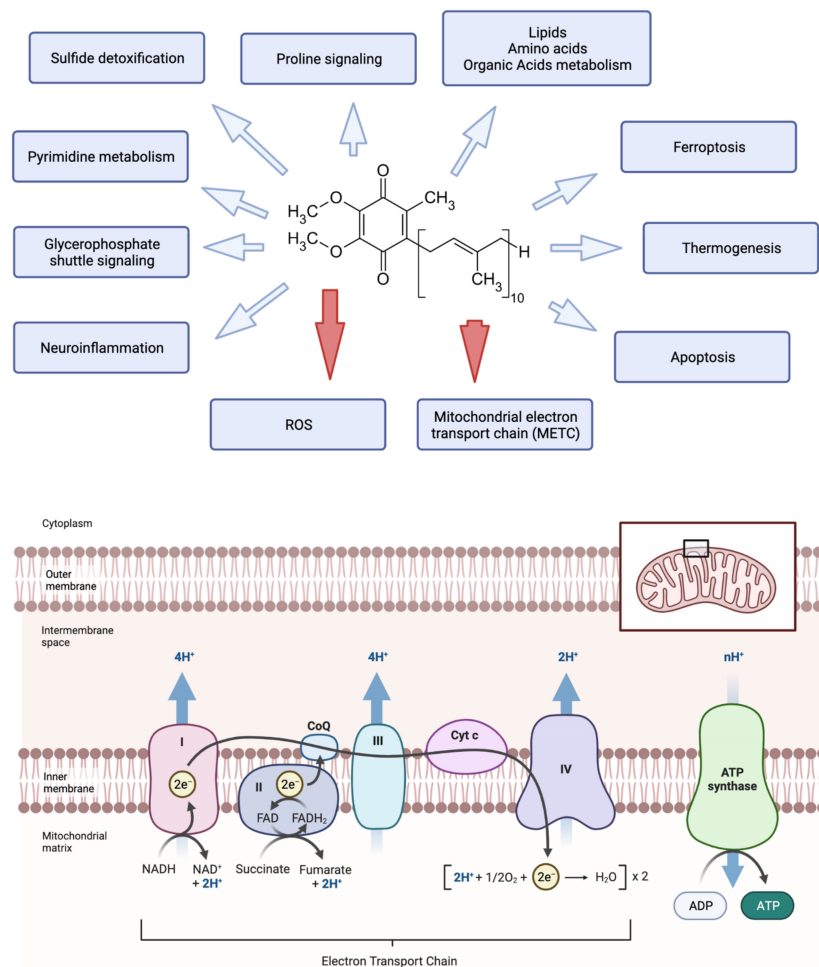 Sulfide detoxification
Proline signaling
Lipids
Amino acids
Organic Acids metabolism
Pyrimidine metabolism
Ferroptosis
Glycerophosphate
shuttle signaling
Thermogenesis
Neuroinflammation
Apoptosis
O
H₃C
O
CH₃
H₃C
O
O
CH₃
H
10
ROS
Mitochondrial electron
transport chain (METC)
Cytoplasm
Outer
membrane
Intermembrane
space
4H⁺
4H⁺
2H⁺
nH⁺
I
CoQ
III
Cyt c
IV
ATP
synthase
Inner
membrane
2e⁻
II
2e⁻
FAD
FADH₂
Mitochondrial
matrix
NADH
NAD⁺
+ 2H⁺
Succinate
Fumarate
+ 2H⁺
[ 2H⁺ + 1/2O₂ + 2e⁻ → H₂O ] x 2
ADP
ATP
Electron Transport Chain